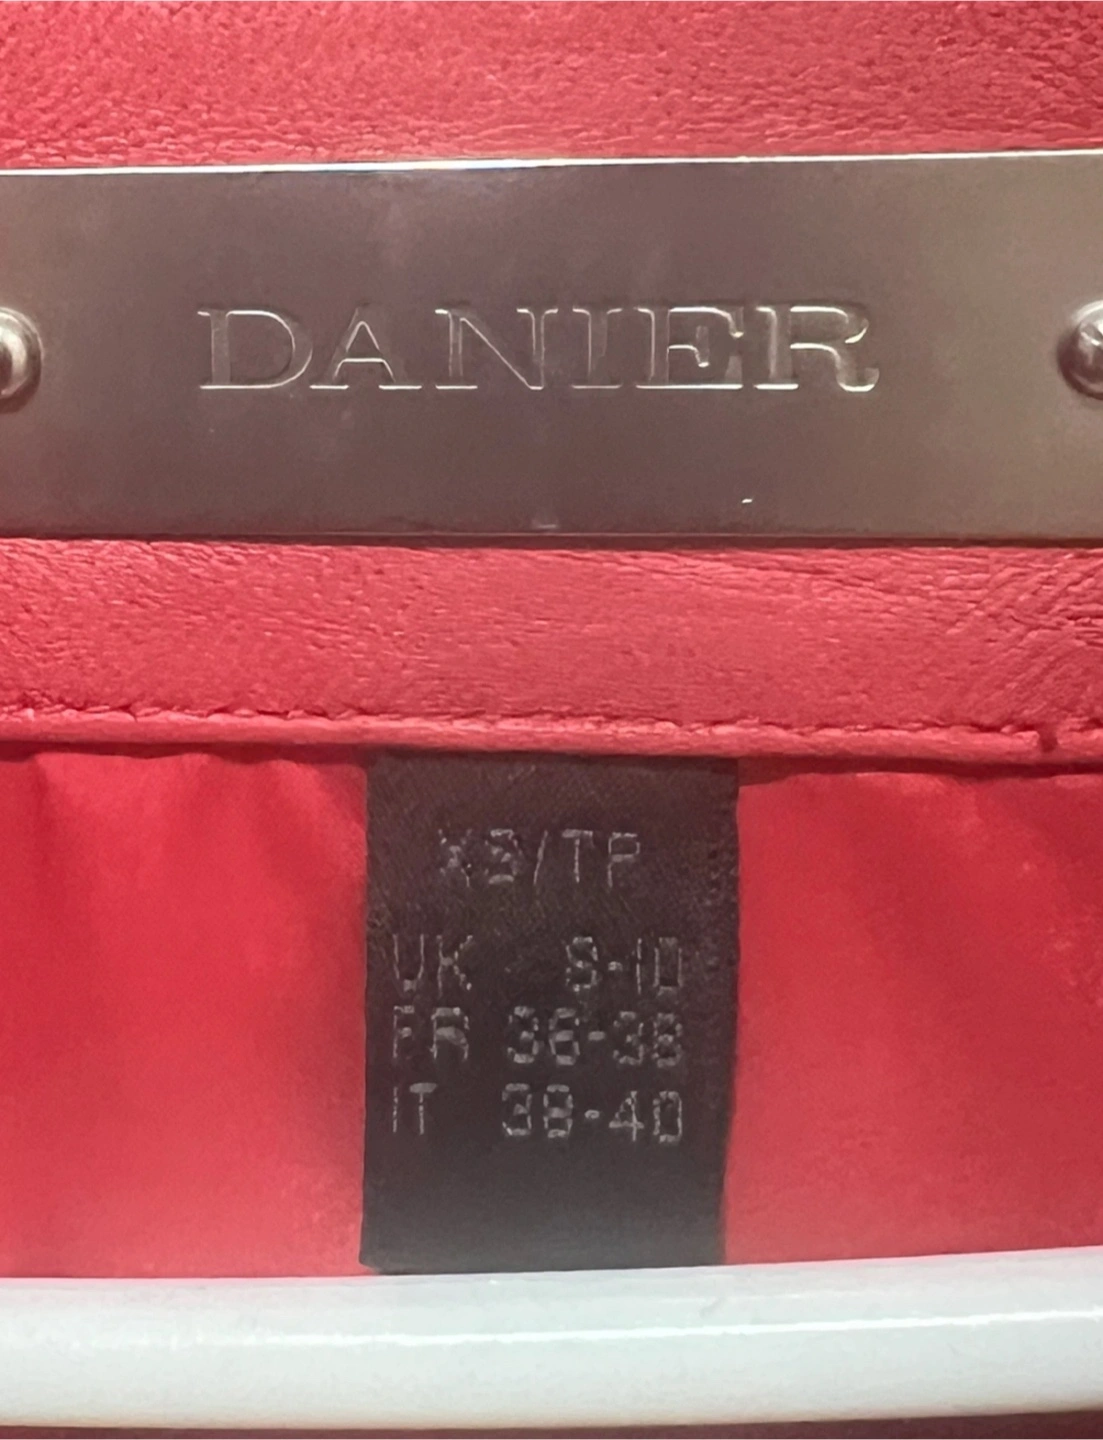 DANIER
XS/TP
UK 8-10
FR 36-38
IT 38-40